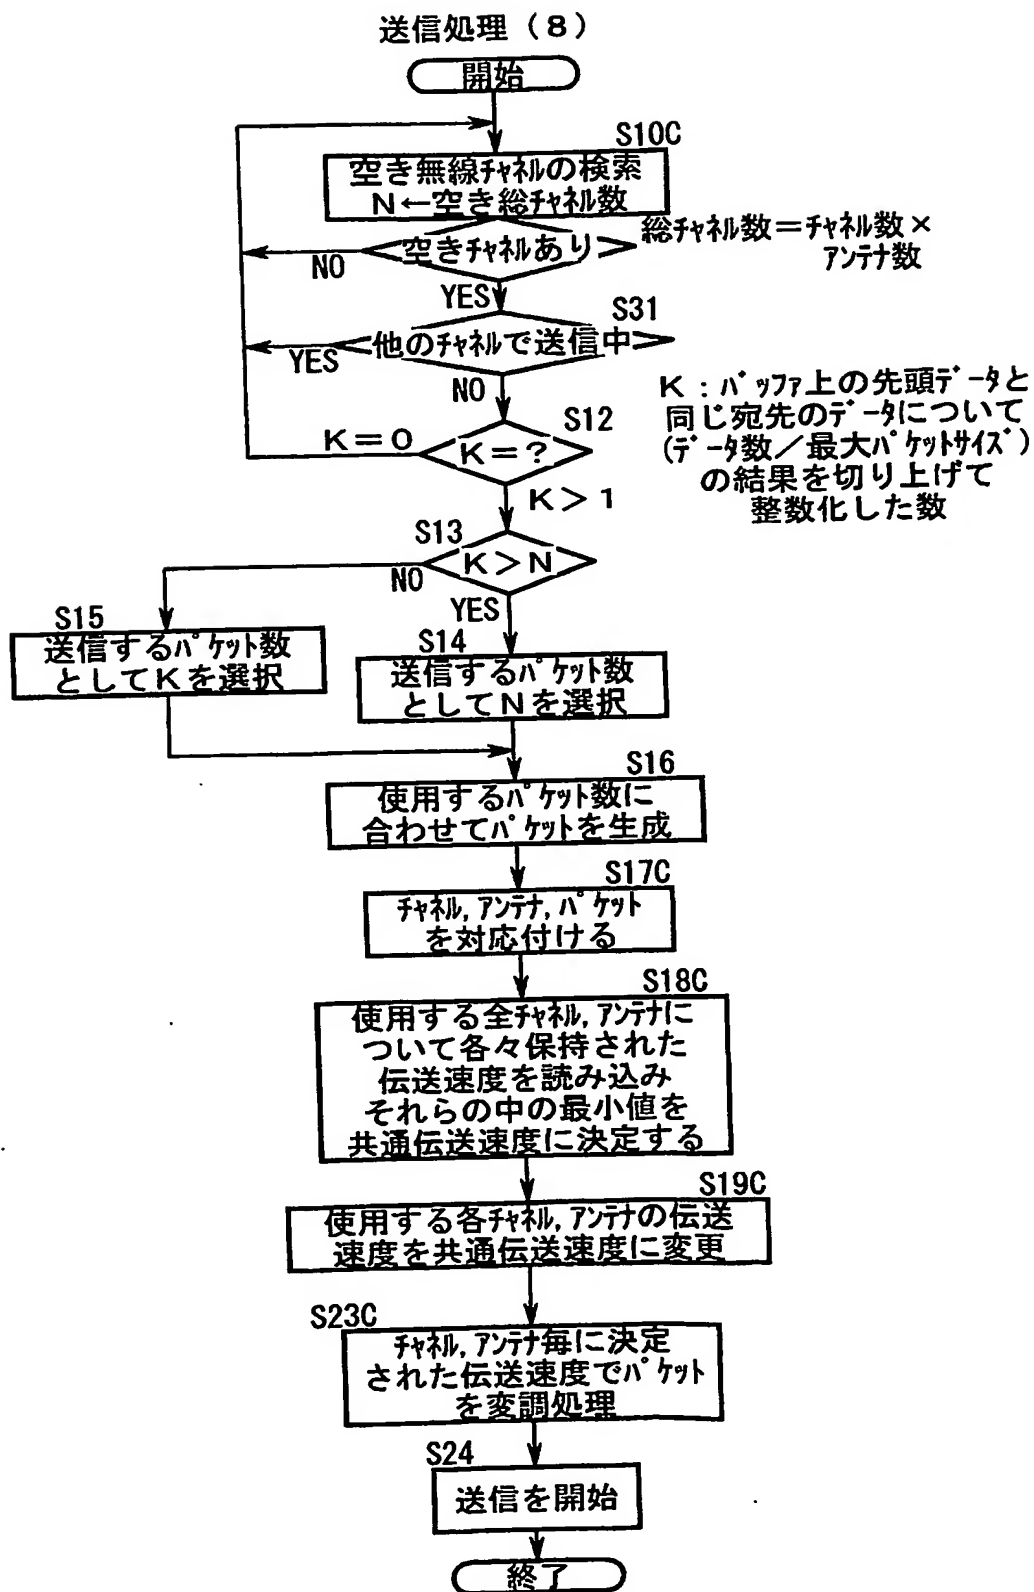 送信処理（8）
開始
S10C
空き無線チャネルの検索
N←空き総チャネル数
空きチャネルあり
総チャネル数＝チャネル数×
アンテナ数
NO
YES
S31
他のチャネルで送信中
YES
NO
K：バッファ上の先頭データと
同じ宛先のデータについて
(データ数／最大パケットサイズ)
の結果を切り上げて
整数化した数
S12
K＝0
K＝？
K＞1
S13
K＞N
NO
YES
S15
送信するパケット数
としてKを選択
S14
送信するパケット数
としてNを選択
S16
使用するパケット数に
合わせてパケットを生成
S17C
チャネル,アンテナ,パケット
を対応付ける
S18C
使用する全チャネル,アンテナに
ついて各々保持された
伝送速度を読み込み
それらの中の最小値を
共通伝送速度に決定する
S19C
使用する各チャネル,アンテナの伝送
速度を共通伝送速度に変更
S23C
チャネル,アンテナ毎に決定
された伝送速度でパケット
を変調処理
S24
送信を開始
終了